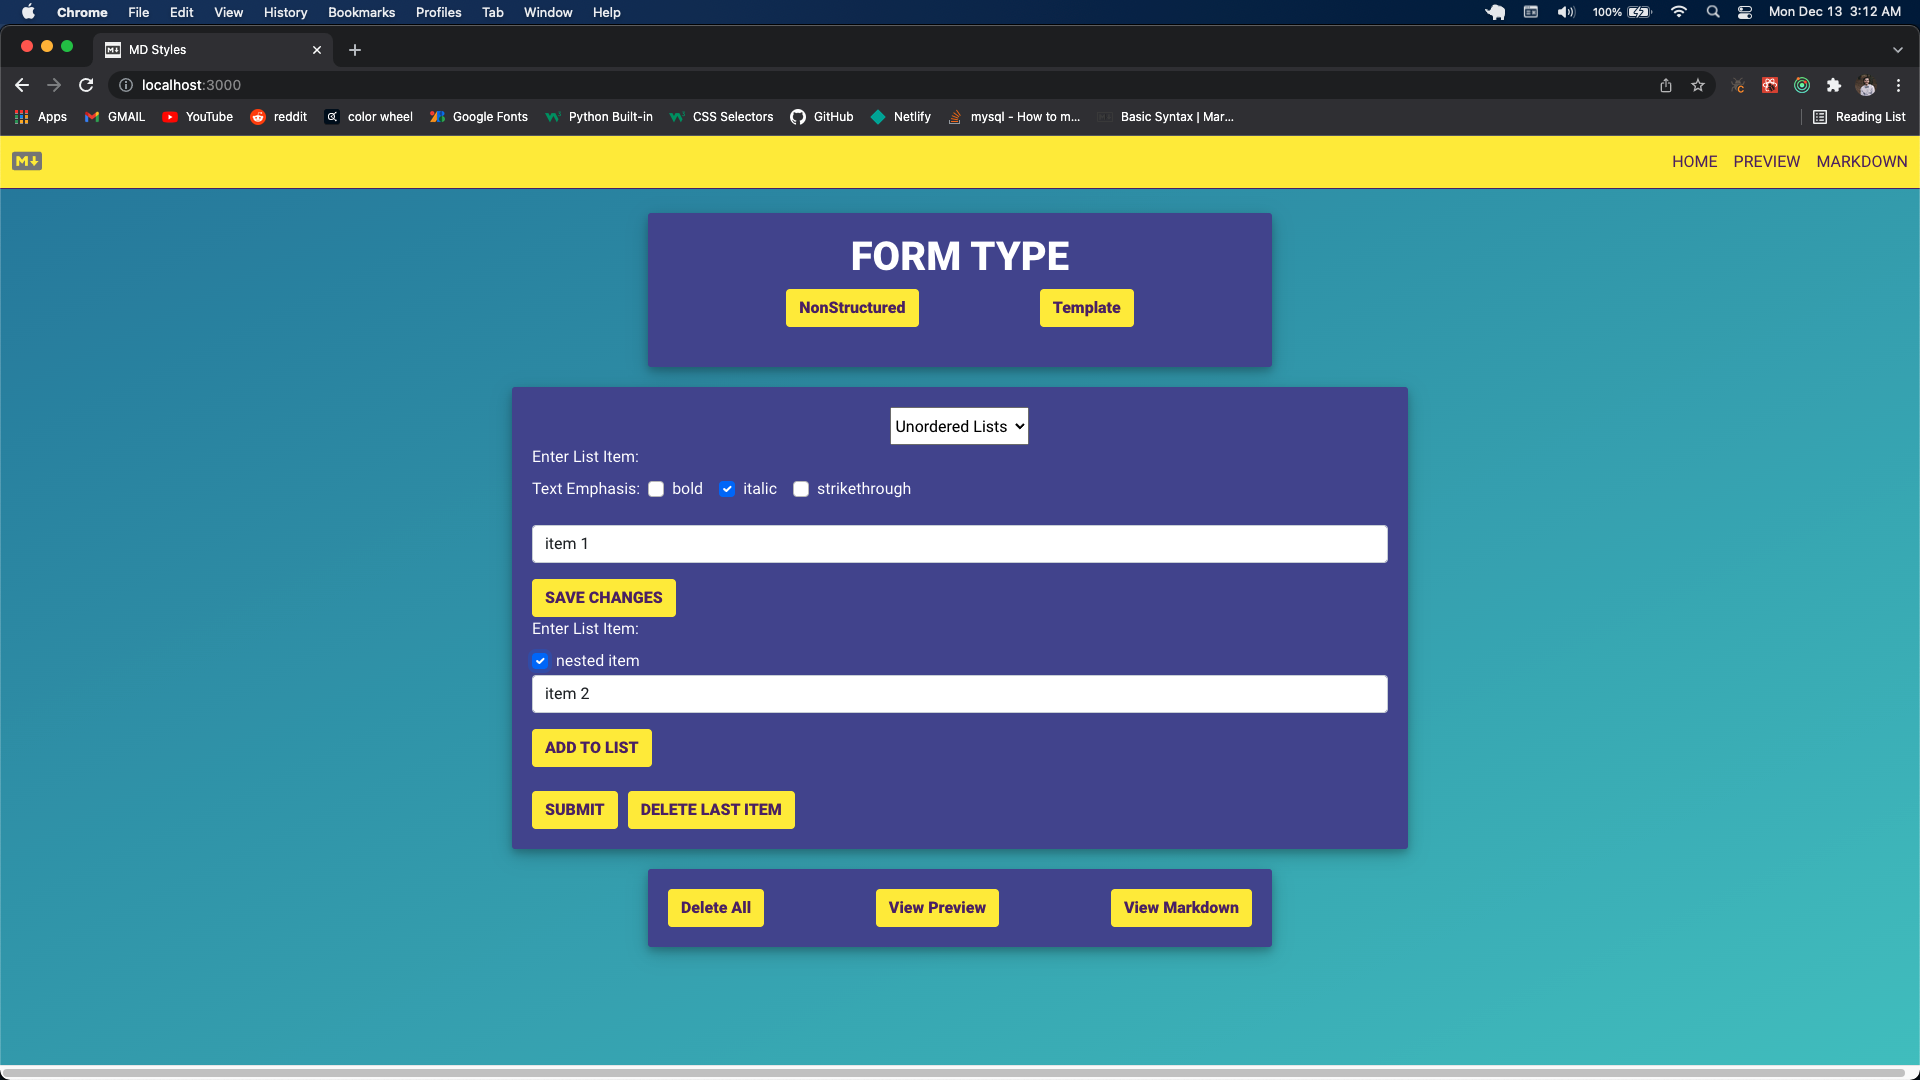 Chrome File Edit View History Bookmarks Profiles Tab Window Help 100% Mon Dec 13 3:12 AM
MD Styles
localhost:3000
Apps GMAIL YouTube reddit color wheel Google Fonts Python Built-in CSS Selectors GitHub Netlify mysql - How to m... Basic Syntax | Mar... Reading List
M HOME PREVIEW MARKDOWN
FORM TYPE
NonStructured Template
Unordered Lists
Enter List Item:
Text Emphasis: bold italic strikethrough
item 1
SAVE CHANGES
Enter List Item:
nested item
item 2
ADD TO LIST
SUBMIT DELETE LAST ITEM
Delete All View Preview View Markdown